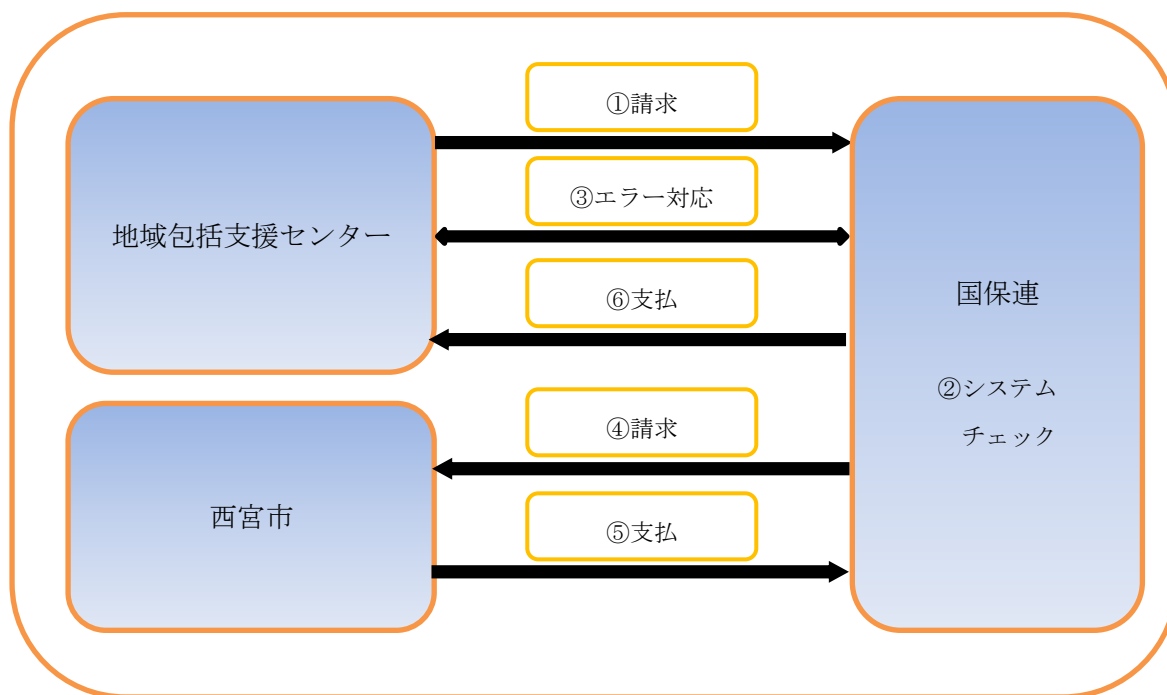 ①請求
③エラー対応
地域包括支援センター
⑥支払
国保連
②システム
チェック
④請求
西宮市
⑤支払